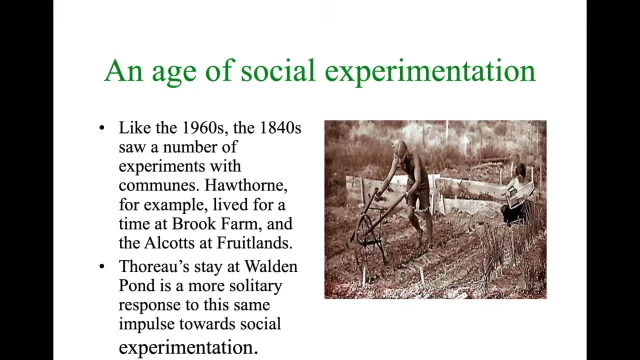 An age of social experimentation
• Like the 1960s, the 1840s
saw a number of
experiments with
communes. Hawthorne,
for example, lived for a
time at Brook Farm, and
the Alcotts at Fruitlands.
• Thoreau’s stay at Walden
Pond is a more solitary
response to this same
impulse towards social
experimentation.